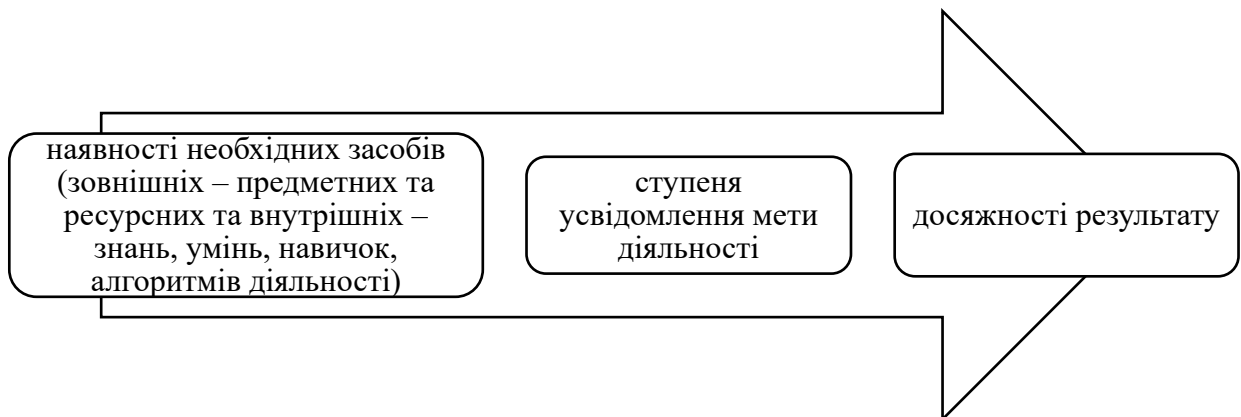 наявності необхідних засобів
(зовнішніх – предметних та
ресурсних та внутрішніх –
знань, умінь, навичок,
алгоритмів діяльності)
ступеня
усвідомлення мети
діяльності
досяжності результату